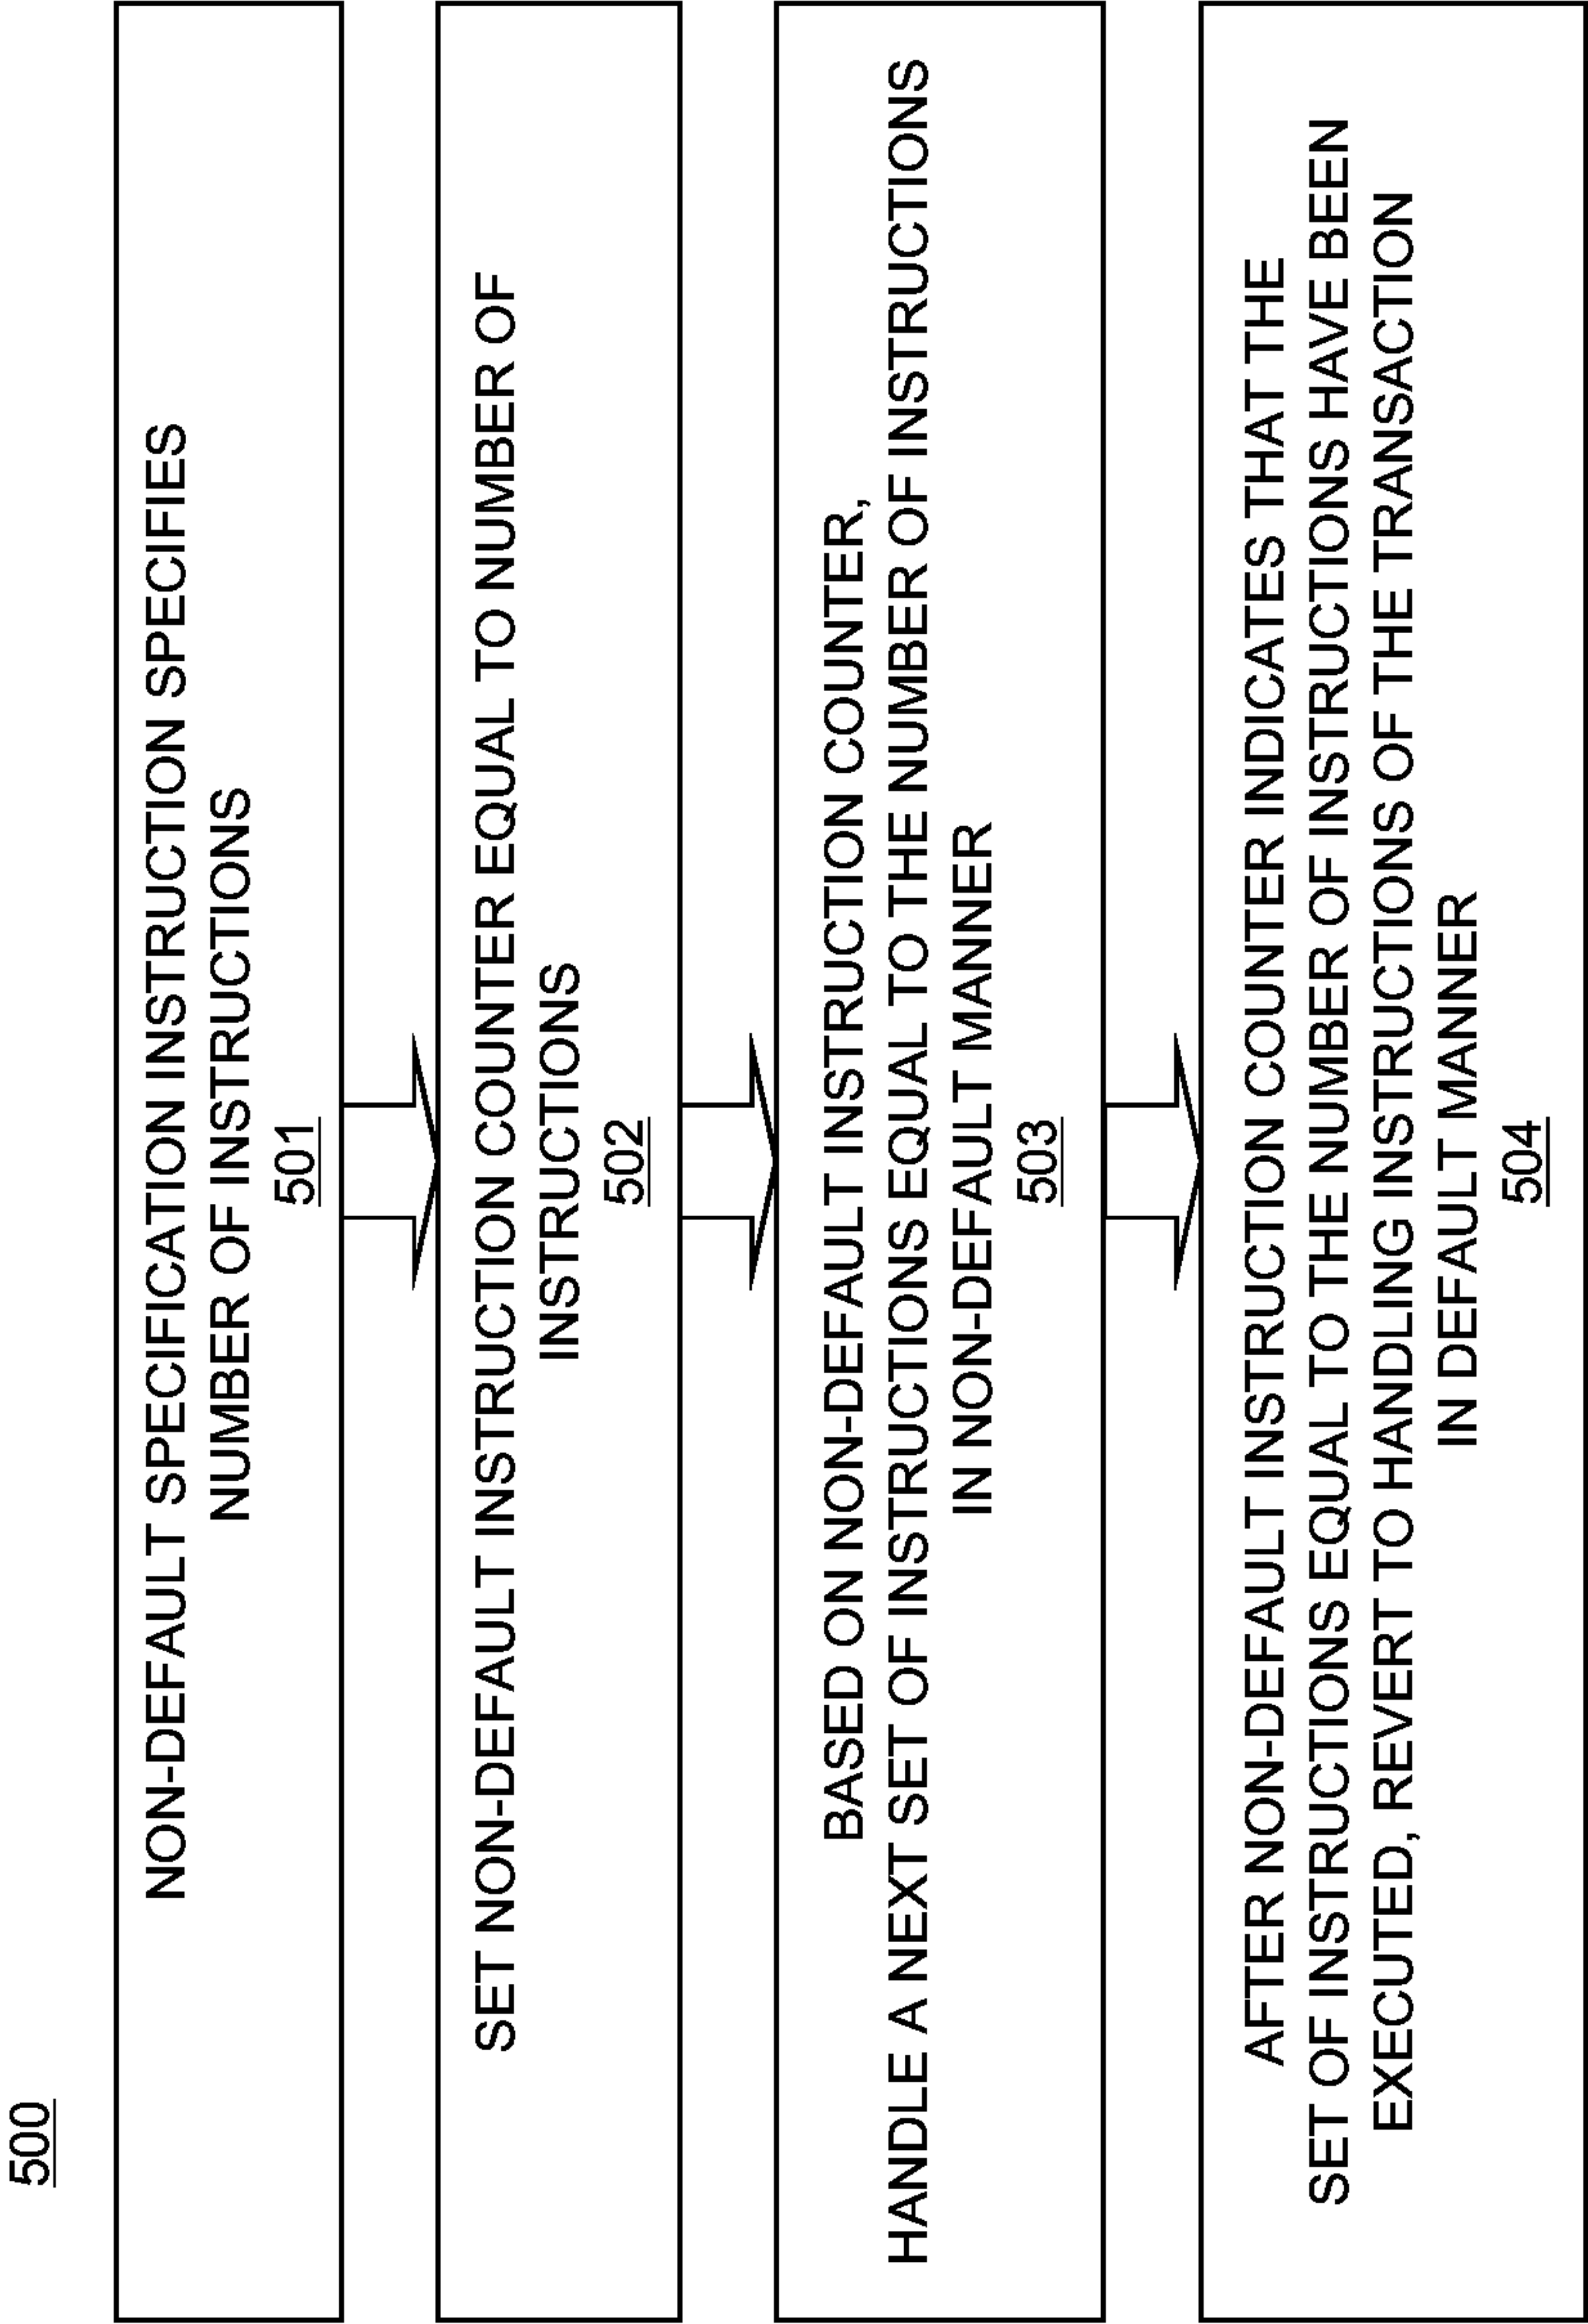 500
NON-DEFAULT SPECIFICATION INSTRUCTION SPECIFIES
NUMBER OF INSTRUCTIONS
501
SET NON-DEFAULT INSTRUCTION COUNTER EQUAL TO NUMBER OF
INSTRUCTIONS
502
BASED ON NON-DEFAULT INSTRUCTION COUNTER,
HANDLE A NEXT SET OF INSTRUCTIONS EQUAL TO THE NUMBER OF INSTRUCTIONS
IN NON-DEFAULT MANNER
503
AFTER NON-DEFAULT INSTRUCTION COUNTER INDICATES THAT THE
SET OF INSTRUCTIONS EQUAL TO THE NUMBER OF INSTRUCTIONS HAVE BEEN
EXECUTED, REVERT TO HANDLING INSTRUCTIONS OF THE TRANSACTION
IN DEFAULT MANNER
504